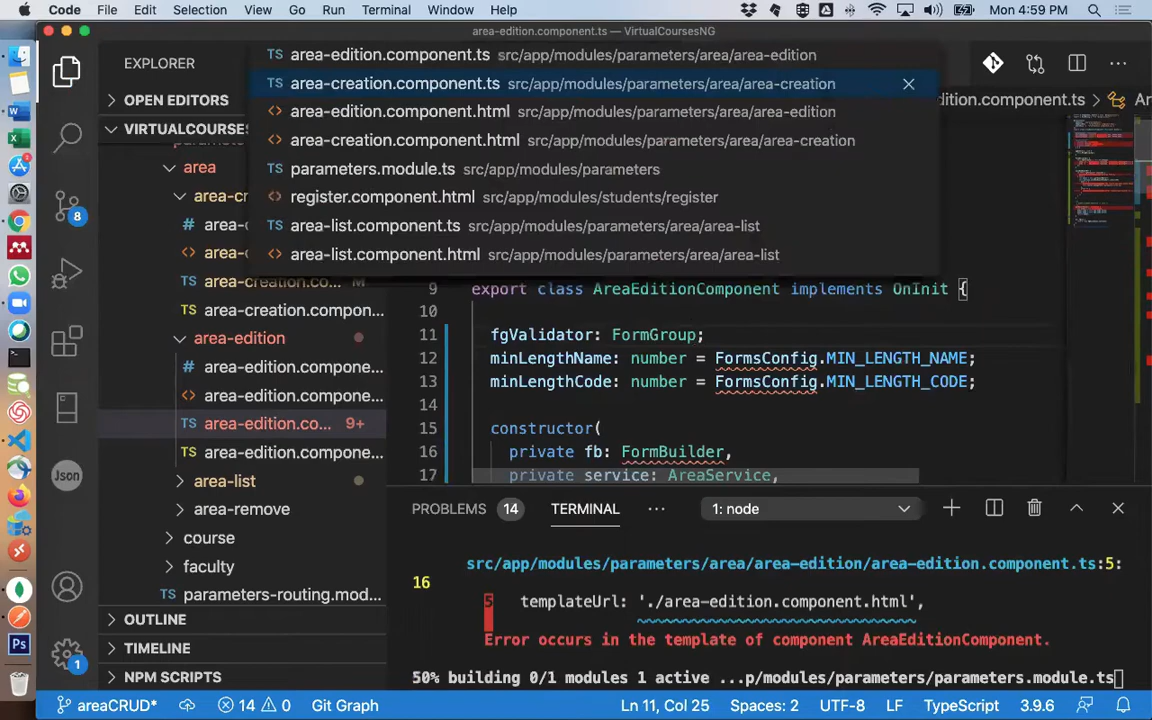 Code File Edit Selection View Go Run Terminal Window Help Mon 4:59 PM
area-edition.component.ts — VirtualCoursesNG
EXPLORER
OPEN EDITORS
VIRTUALCOURSES
area
area-cr
area-c
area-c
area-creation.co... M
area-creation.compon...
area-edition
area-edition.compone...
area-edition.compone...
area-edition.co... 9+
area-edition.compone...
area-list
area-remove
course
faculty
parameters-routing.mod...
OUTLINE
TIMELINE
NPM SCRIPTS
area-edition.component.ts src/app/modules/parameters/area/area-edition
area-creation.component.ts src/app/modules/parameters/area/area-creation
area-edition.component.html src/app/modules/parameters/area/area-edition
area-creation.component.html src/app/modules/parameters/area/area-creation
parameters.module.ts src/app/modules/parameters
register.component.html src/app/modules/students/register
area-list.component.ts src/app/modules/parameters/area/area-list
area-list.component.html src/app/modules/parameters/area/area-list
dition.component.ts > Ar
9 export class AreaEditionComponent implements OnInit {
10
11 fgValidator: FormGroup;
12 minLengthName: number = FormsConfig.MIN_LENGTH_NAME;
13 minLengthCode: number = FormsConfig.MIN_LENGTH_CODE;
14
15 constructor(
16 private fb: FormBuilder,
17 private service: AreaService,
PROBLEMS 14 TERMINAL ... 1: node
src/app/modules/parameters/area/area-edition/area-edition.component.ts:5:
16
5 templateUrl: './area-edition.component.html',
Error occurs in the template of component AreaEditionComponent.
50% building 0/1 modules 1 active ...p/modules/parameters/parameters.module.ts
areaCRUD* 14 0 Git Graph Ln 11, Col 25 Spaces: 2 UTF-8 LF TypeScript 3.9.6